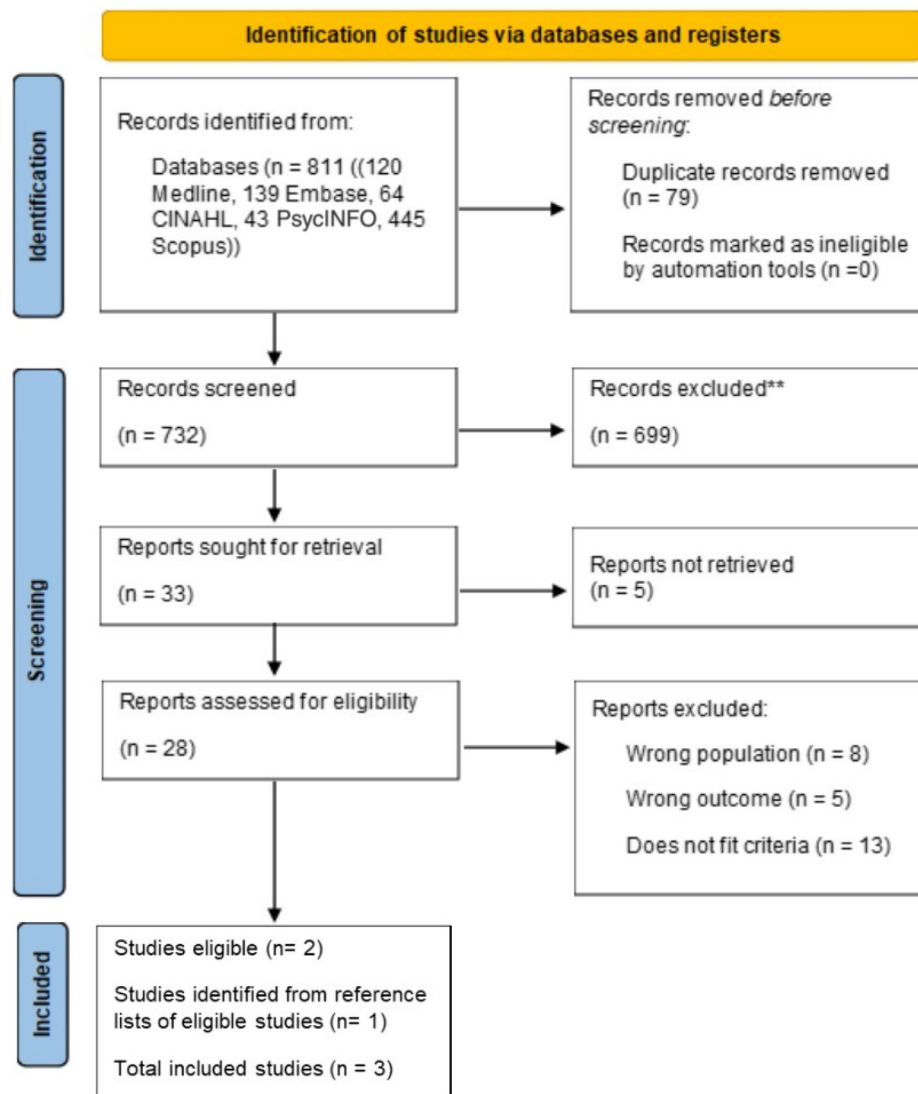 Identification of studies via databases and registers
Identification
Records identified from:
Databases (n = 811 ((120
Medline, 139 Embase, 64
CINAHL, 43 PsycINFO, 445
Scopus))
Records removed before
screening:
Duplicate records removed
(n = 79)
Records marked as ineligible
by automation tools (n =0)
Screening
Records screened
(n = 732)
Records excluded**
(n = 699)
Reports sought for retrieval
(n = 33)
Reports not retrieved
(n = 5)
Reports assessed for eligibility
(n = 28)
Reports excluded:
Wrong population (n = 8)
Wrong outcome (n = 5)
Does not fit criteria (n = 13)
Included
Studies eligible (n= 2)
Studies identified from reference
lists of eligible studies (n= 1)
Total included studies (n = 3)